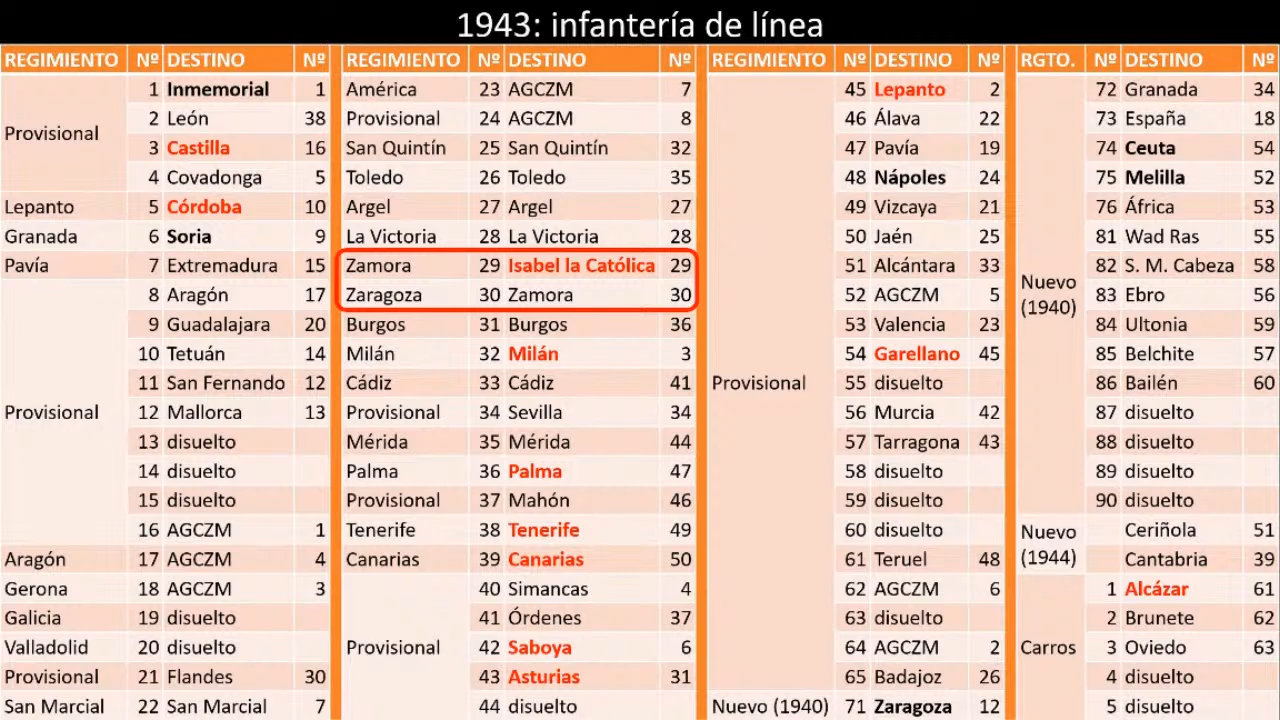 1943: infantería de línea
REGIMIENTO Nº DESTINO Nº REGIMIENTO Nº DESTINO Nº REGIMIENTO Nº DESTINO Nº RGTO. Nº DESTINO Nº
1 Inmemorial 1 América 23 AGCZM 7 45 Lepanto 2 72 Granada 34
2 León 38 Provisional 24 AGCZM 8 46 Álava 22 73 España 18
Provisional
3 Castilla 16 San Quintín 25 San Quintín 32 47 Pavía 19 74 Ceuta 54
4 Covadonga 5 Toledo 26 Toledo 35 48 Nápoles 24 75 Melilla 52
Lepanto 5 Córdoba 10 Argel 27 Argel 27 49 Vizcaya 21 76 África 53
Granada 6 Soria 9 La Victoria 28 La Victoria 28 50 Jaén 25 81 Wad Ras 55
Pavía 7 Extremadura 15 Zamora 29 Isabel la Católica 29 51 Alcántara 33 82 S. M. Cabeza 58
Nuevo
8 Aragón 17 Zaragoza 30 Zamora 30 52 AGCZM 5 83 Ebro 56
(1940)
9 Guadalajara 20 Burgos 31 Burgos 36 53 Valencia 23 84 Ultonia 59
10 Tetuán 14 Milán 32 Milán 3 54 Garellano 45 85 Belchite 57
11 San Fernando 12 Cádiz 33 Cádiz 41 Provisional 55 disuelto 86 Bailén 60
Provisional 12 Mallorca 13 Provisional 34 Sevilla 34 56 Murcia 42 87 disuelto
13 disuelto Mérida 35 Mérida 44 57 Tarragona 43 88 disuelto
14 disuelto Palma 36 Palma 47 58 disuelto 89 disuelto
15 disuelto Provisional 37 Mahón 46 59 disuelto 90 disuelto
16 AGCZM 1 Tenerife 38 Tenerife 49 60 disuelto Nuevo Ceriñola 51
Aragón 17 AGCZM 4 Canarias 39 Canarias 50 61 Teruel 48 (1944) Cantabria 39
Gerona 18 AGCZM 3 40 Simancas 4 62 AGCZM 6 1 Alcázar 61
Galicia 19 disuelto 41 Órdenes 37 63 disuelto 2 Brunete 62
Valladolid 20 disuelto Provisional 42 Saboya 6 64 AGCZM 2 Carros 3 Oviedo 63
Provisional 21 Flandes 30 43 Asturias 31 65 Badajoz 26 4 disuelto
San Marcial 22 San Marcial 7 44 disuelto Nuevo (1940) 71 Zaragoza 12 5 disuelto